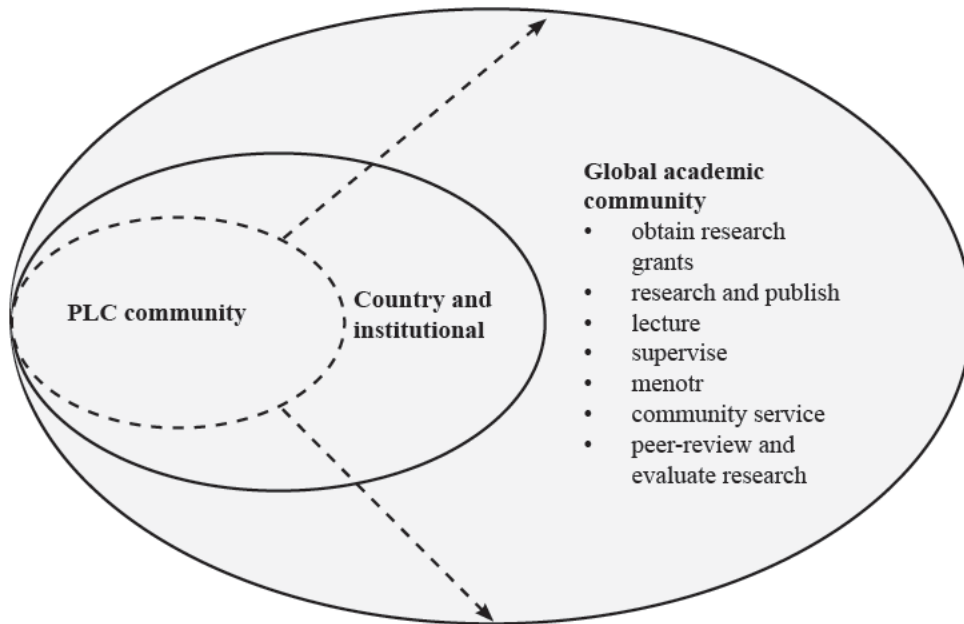 Global academic
community
• obtain research
grants
• research and publish
• lecture
• supervise
• menotr
• community service
• peer-review and
evaluate research
PLC community
Country and
institutional